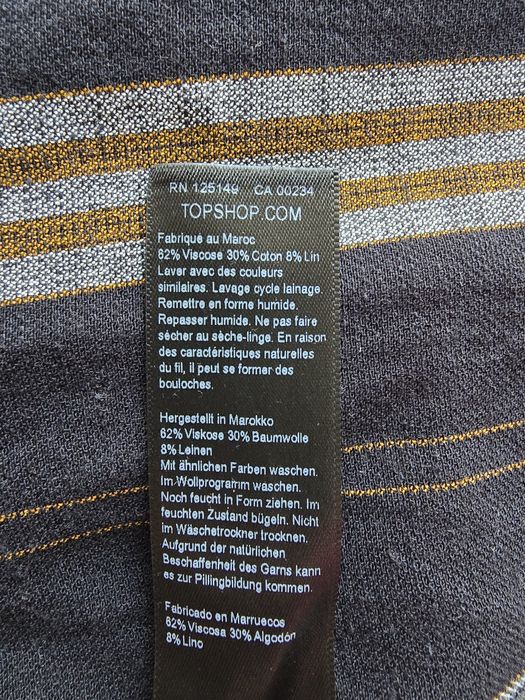 RN 125149 CA 00234
TOPSHOP.COM
Fabriqué au Maroc
62% Viscose 30% Coton 8% Lin
Laver avec des couleurs
similaires. Lavage cycle lainage.
Remettre en forme humide.
Repasser humide. Ne pas faire
sécher au sèche-linge. En raison
des caractéristiques naturelles
du fil, il peut se former des
bouloches.
Hergestellt in Marokko
62% Viskose 30% Baumwolle
8% Leinen
Mit ähnlichen Farben waschen.
Im Wollprogramm waschen.
Noch feucht in Form ziehen. Im
feuchten Zustand bügeln. Nicht
im Wäschetrockner trocknen.
Aufgrund der natürlichen
Beschaffenheit des Garns kann
es zur Pillingbildung kommen.
Fabricado en Marruecos
62% Viscosa 30% Algodón
8% Lino